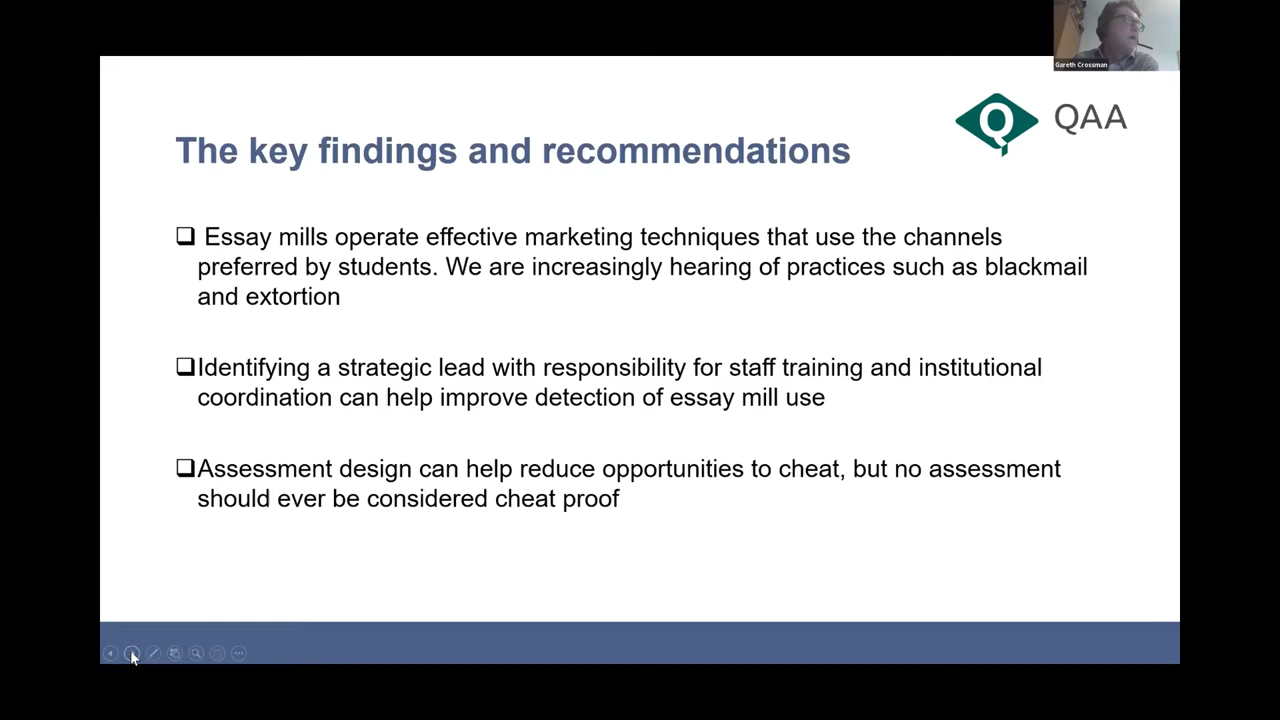 Gareth Crossman
Q QAA
The key findings and recommendations
Essay mills operate effective marketing techniques that use the channels
preferred by students. We are increasingly hearing of practices such as blackmail
and extortion
Identifying a strategic lead with responsibility for staff training and institutional
coordination can help improve detection of essay mill use
Assessment design can help reduce opportunities to cheat, but no assessment
should ever be considered cheat proof